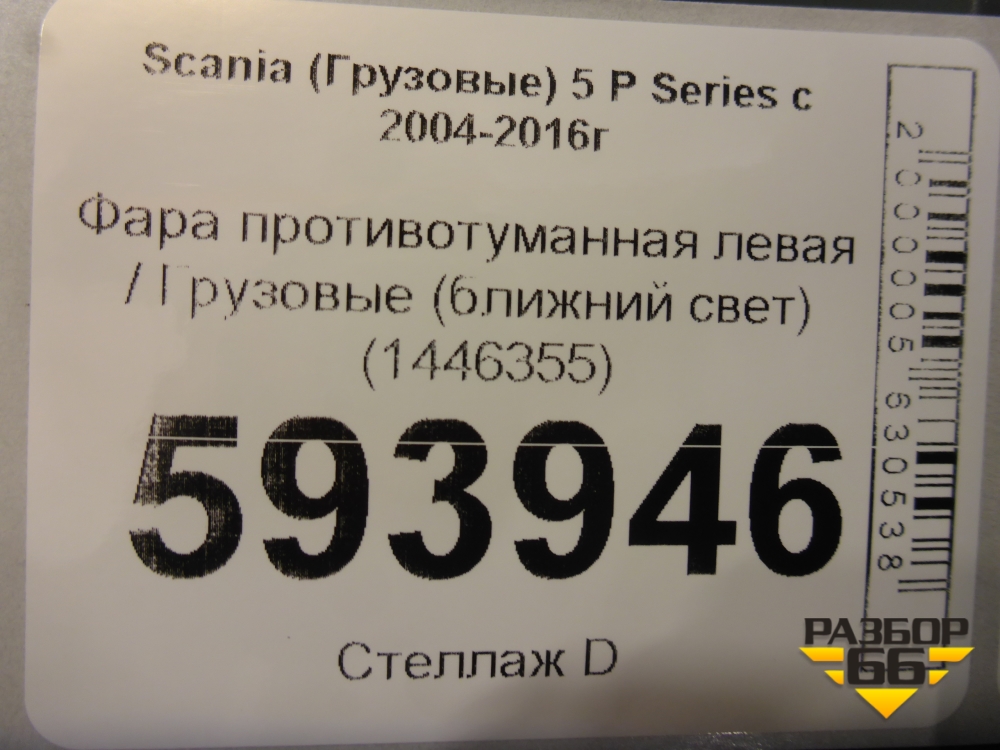 Scania (Грузовые) 5 P Series с
2004-2016г
Фара противотуманная левая
/ Грузовые (ближний свет)
(1446355)
593946
Стеллаж D
2000005630538
РАЗБОР
66